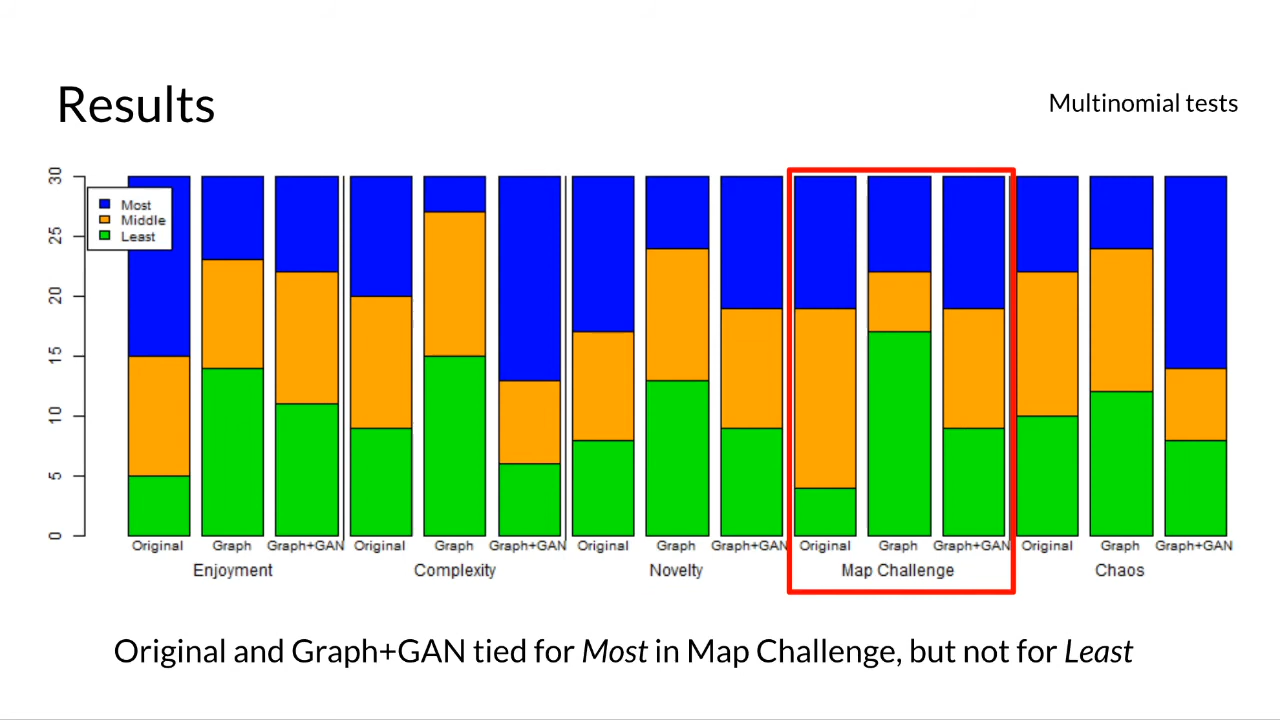 Results
Multinomial tests
30
25
20
15
10
5
0
Most
Middle
Least
Original Graph Graph+GAN Original Graph Graph+GAN Original Graph Graph+GAN Original Graph Graph+GAN Original Graph Graph+GAN
Enjoyment Complexity Novelty Map Challenge Chaos
Original and Graph+GAN tied for Most in Map Challenge, but not for Least